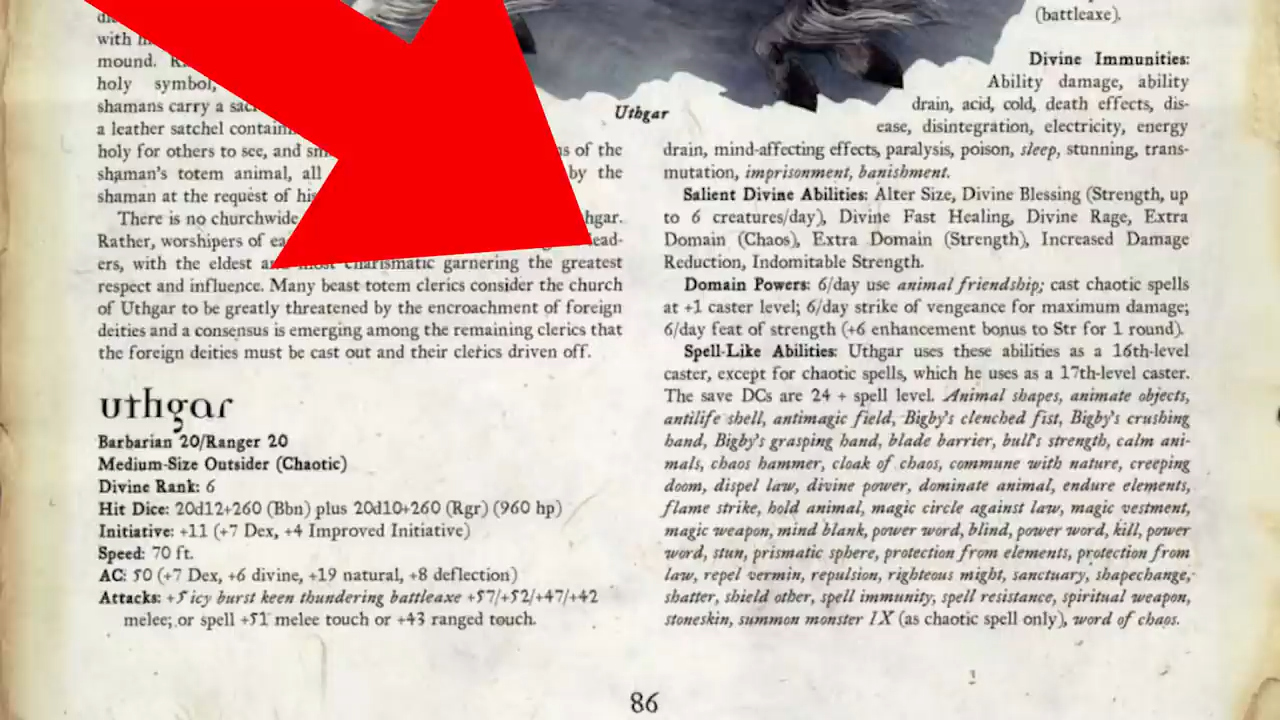 with
mound.
holy symbol,
shamans carry a
a leather satchel
holy for others to see, and
shaman's totem animal, all
shaman at the request of
There is no churchwide
Rather, worshipers of
ers, with the eldest charismatic garnering the greatest
respect and influence. Many beast totem clerics consider the church
of Uthgar to be greatly threatened by the encroachment of foreign
deities and a consensus is emerging among the remaining clerics that
the foreign deities must be cast out and their clerics driven off.
uthgar
Barbarian 20/Ranger 20
Medium-Size Outsider (Chaotic)
Divine Rank: 6
Hit Dice: 20d12+260 (Bbn) plus 20d10+260 (Rgr) (960 hp)
Initiative: +11 (+7 Dex, +4 Improved Initiative)
Speed: 70 ft.
AC: 50 (+7 Dex, +6 divine, +19 natural, +8 deflection)
Attacks: +5 icy burst keen thundering battleaxe +57/+52/+47/+42
melee; or spell +51 melee touch or +43 ranged touch.
Uthgar
of the
by the
(battleaxe).
Divine Immunities:
Ability damage, ability
drain, acid, cold, death effects, dis-
ease, disintegration, electricity, energy
drain, mind-affecting effects, paralysis, poison, sleep, stunning, trans-
mutation, imprisonment, banishment.
Salient Divine Abilities: Alter Size, Divine Blessing (Strength, up
to 6 creatures/day), Divine Fast Healing, Divine Rage, Extra
Domain (Chaos), Extra Domain (Strength), Increased Damage
Reduction, Indomitable Strength.
Domain Powers: 6/day use animal friendship; cast chaotic spells
at +1 caster level; 6/day strike of vengeance for maximum damage;
6/day feat of strength (+6 enhancement bonus to Str for 1 round).
Spell-Like Abilities: Uthgar uses these abilities as a 16th-level
caster, except for chaotic spells, which he uses as a 17th-level caster.
The save DCs are 24 + spell level. Animal shapes, animate objects,
antilife shell, antimagic field, Bigby's clenched fist, Bigby's crushing
hand, Bigby's grasping hand, blade barrier, bull's strength, calm ani-
mals, chaos hammer, cloak of chaos, commune with nature, creeping
doom, dispel law, divine power, dominate animal, endure elements,
flame strike, hold animal, magic circle against law, magic vestment,
magic weapon, mind blank, power word, blind, power word, kill, power
word, stun, prismatic sphere, protection from elements, protection from
law, repel vermin, repulsion, righteous might, sanctuary, shapechange,
shatter, shield other, spell immunity, spell resistance, spiritual weapon,
stoneskin, summon monster IX (as chaotic spell only), word of chaos.
86